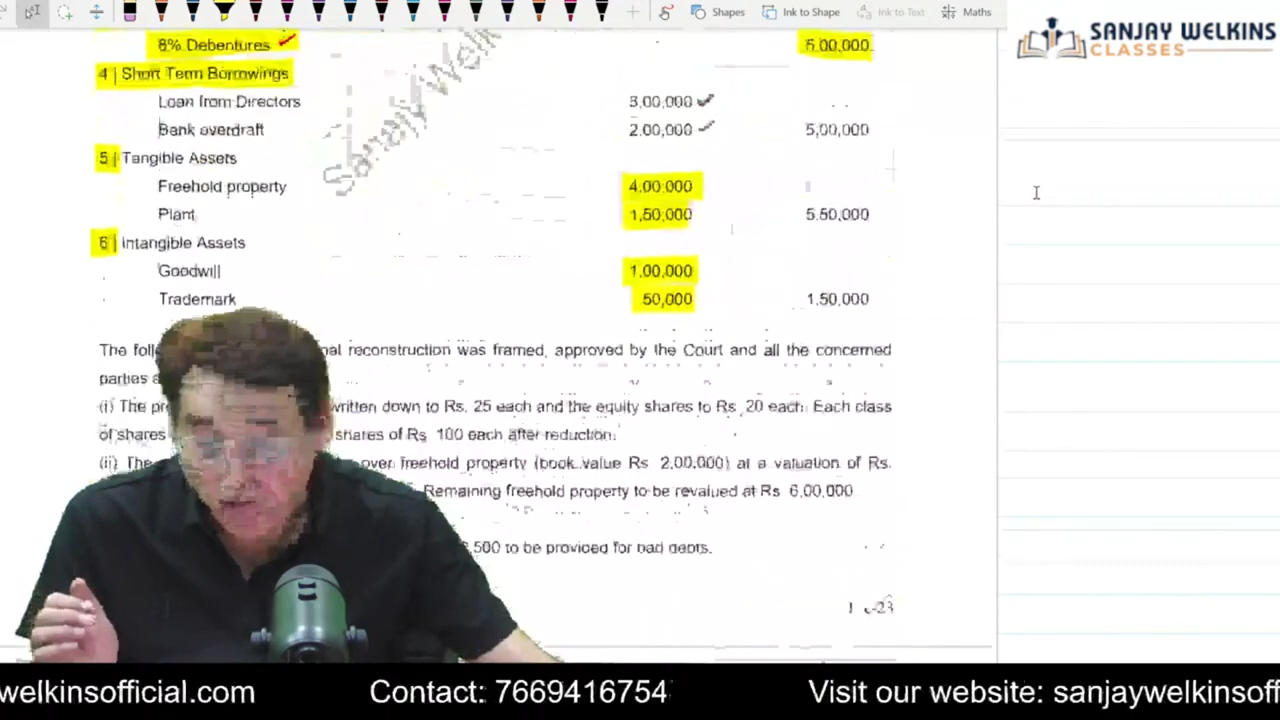 Shapes Ink to Shape Ink to Text Maths
SANJAY WELKINS
CLASSES
8% Debentures 6,00,000
4 Short Term Borrowings
Loan from Directors 3,00,000
Bank overdraft 2,00,000 5,00,000
5 Tangible Assets
Freehold property 4,00,000
Plant 1,50,000 5,50,000
6 Intangible Assets
Goodwill 1,00,000
Trademark 50,000 1,50,000
reconstruction was framed, approved by the Court and all the concerned
parties
(i) The written down to Rs. 25 each and the equity shares to Rs 20 each. Each class
of shares shares of Rs 100 each after reduction.
(ii) The over freehold property (book value Rs 2,00,000) at a valuation of Rs.
Remaining freehold property to be revalued at Rs 6,00,000
500 to be provided for bad debts.
welkinsofficial.com Contact: 7669416754 Visit our website: sanjaywelkinsoff